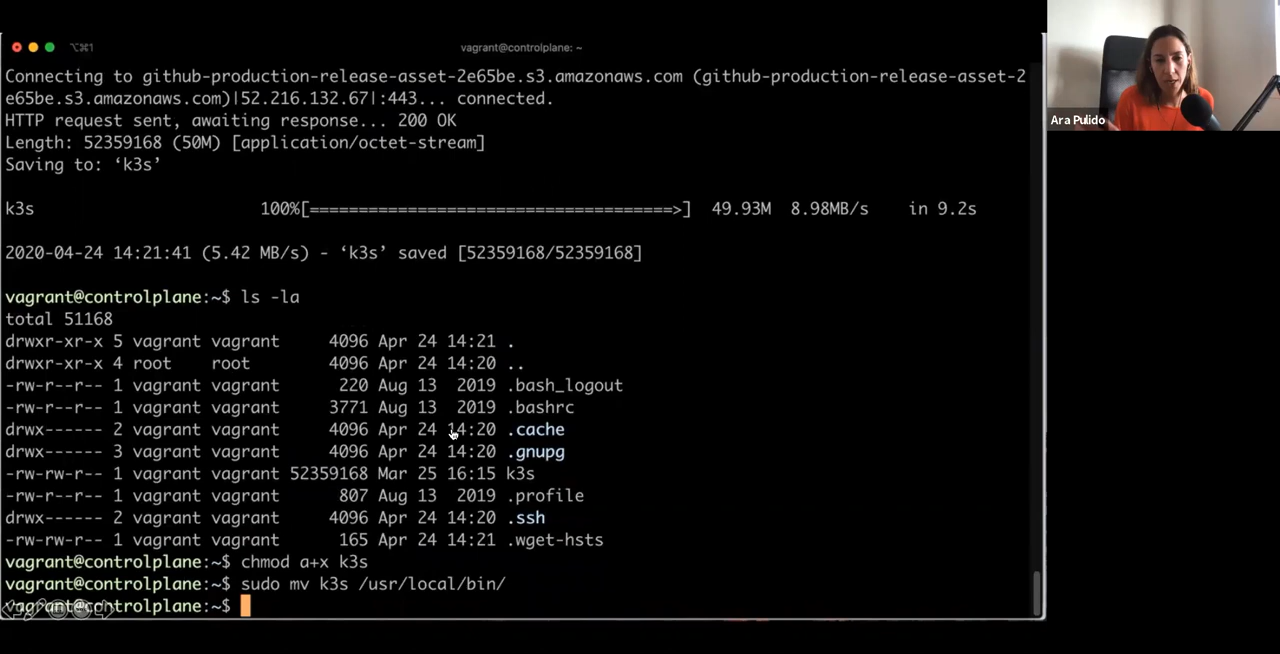 ⌥⌘1
vagrant@controlplane: ~
Connecting to github-production-release-asset-2e65be.s3.amazonaws.com (github-production-release-asset-2
e65be.s3.amazonaws.com)|52.216.132.67|:443... connected.
HTTP request sent, awaiting response... 200 OK
Length: 52359168 (50M) [application/octet-stream]
Saving to: ‘k3s’
k3s 100%[=====================================>] 49.93M 8.98MB/s in 9.2s
2020-04-24 14:21:41 (5.42 MB/s) - ‘k3s’ saved [52359168/52359168]
vagrant@controlplane:~$ ls -la
total 51168
drwxr-xr-x 5 vagrant vagrant 4096 Apr 24 14:21 .
drwxr-xr-x 4 root root 4096 Apr 24 14:20 ..
-rw-r--r-- 1 vagrant vagrant 220 Aug 13 2019 .bash_logout
-rw-r--r-- 1 vagrant vagrant 3771 Aug 13 2019 .bashrc
drwx------ 2 vagrant vagrant 4096 Apr 24 14:20 .cache
drwx------ 3 vagrant vagrant 4096 Apr 24 14:20 .gnupg
-rw-rw-r-- 1 vagrant vagrant 52359168 Mar 25 16:15 k3s
-rw-r--r-- 1 vagrant vagrant 807 Aug 13 2019 .profile
drwx------ 2 vagrant vagrant 4096 Apr 24 14:20 .ssh
-rw-rw-r-- 1 vagrant vagrant 165 Apr 24 14:21 .wget-hsts
vagrant@controlplane:~$ chmod a+x k3s
vagrant@controlplane:~$ sudo mv k3s /usr/local/bin/
vagrant@controlplane:~$
Ara Pulido